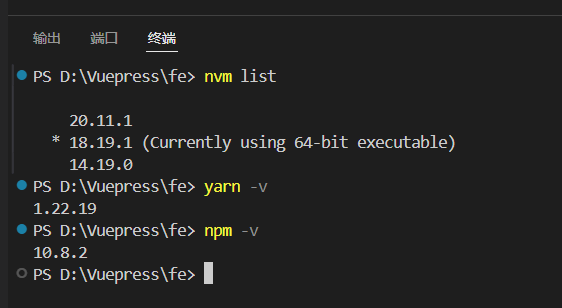 输出 端口 终端
PS D:\Vuepress\fe> nvm list
20.11.1
* 18.19.1 (Currently using 64-bit executable)
14.19.0
PS D:\Vuepress\fe> yarn -v
1.22.19
PS D:\Vuepress\fe> npm -v
10.8.2
PS D:\Vuepress\fe>